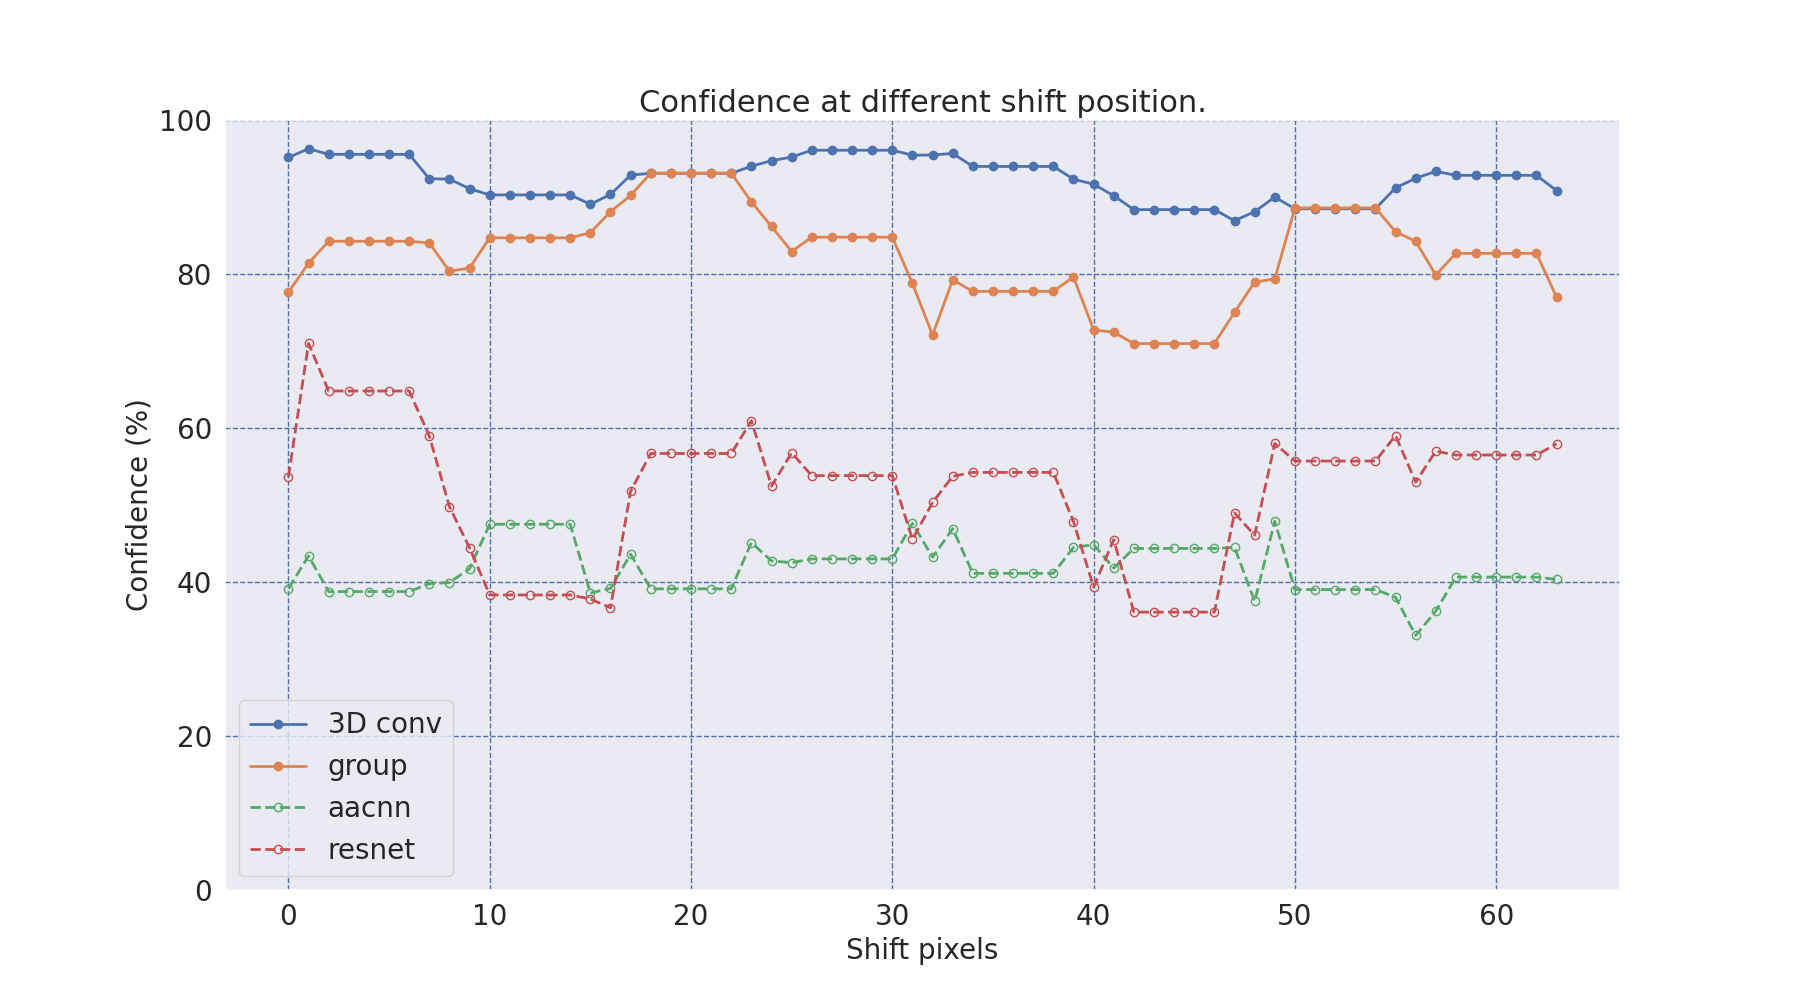 Confidence at different shift position.
100
80
60
40
20
0
Confidence (%)
3D conv
group
aacnn
resnet
0 10 20 30 40 50 60
Shift pixels